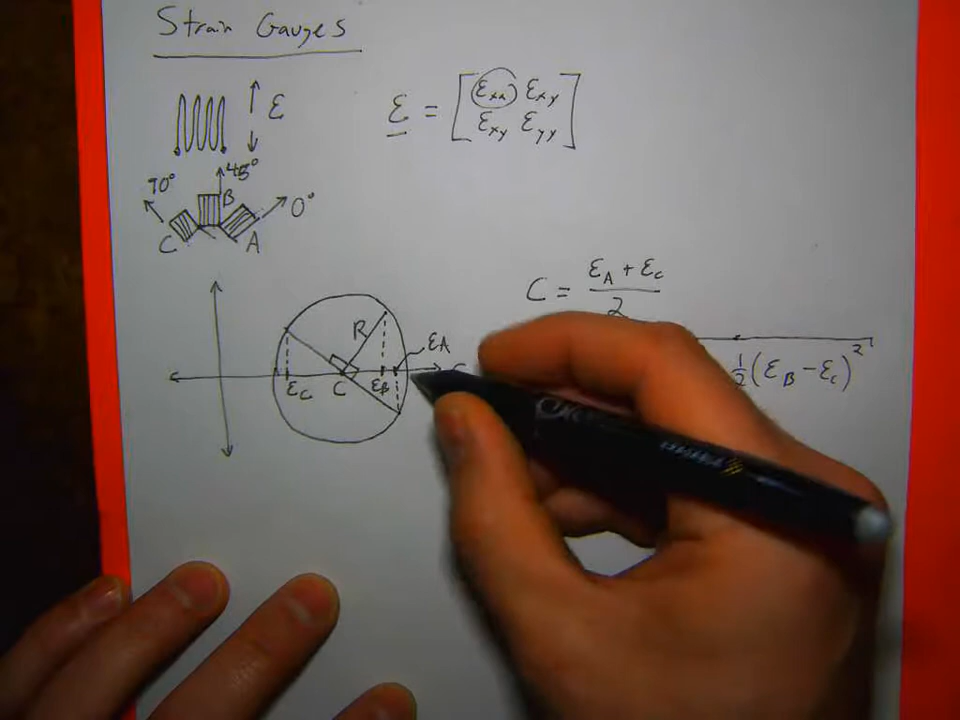 Strain Gauges
ε
ε = [ εxx εxy
εxy εyy ]
90° 45°
B 0°
C A
C = εA + εC
2
R
εA
εC C εB
½(εB − εC)²